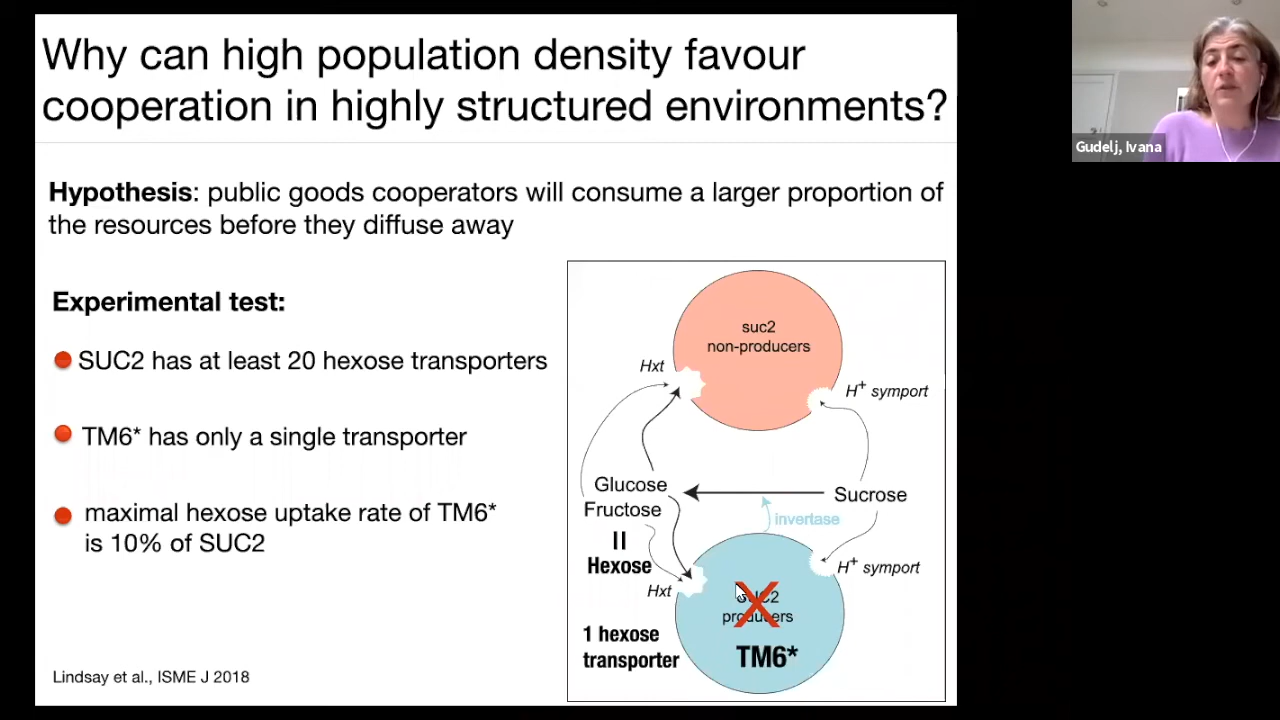 Why can high population density favour
cooperation in highly structured environments?
Hypothesis: public goods cooperators will consume a larger proportion of
the resources before they diffuse away
Experimental test:
SUC2 has at least 20 hexose transporters
TM6* has only a single transporter
maximal hexose uptake rate of TM6*
is 10% of SUC2
Lindsay et al., ISME J 2018
suc2
non-producers
Hxt
H+ symport
Glucose
Fructose
Sucrose
invertase
II
Hexose
H+ symport
Hxt
SUC2
producers
1 hexose
transporter
TM6*
Gudelj, Ivana